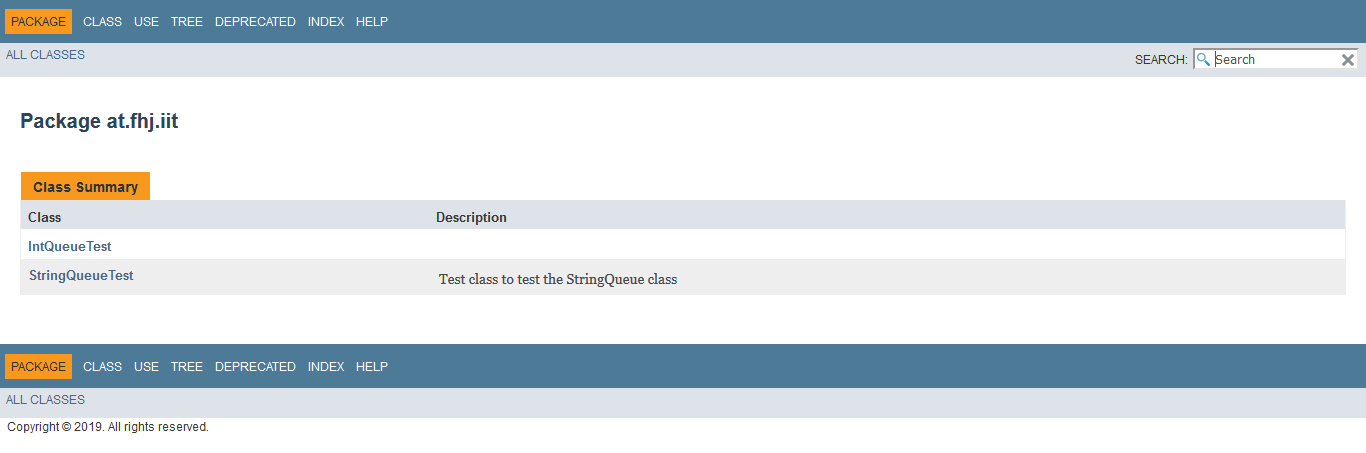 PACKAGE CLASS USE TREE DEPRECATED INDEX HELP
ALL CLASSES SEARCH: Search
Package at.fhj.iit
Class Summary
Class Description
IntQueueTest
StringQueueTest Test class to test the StringQueue class
PACKAGE CLASS USE TREE DEPRECATED INDEX HELP
ALL CLASSES
Copyright © 2019. All rights reserved.